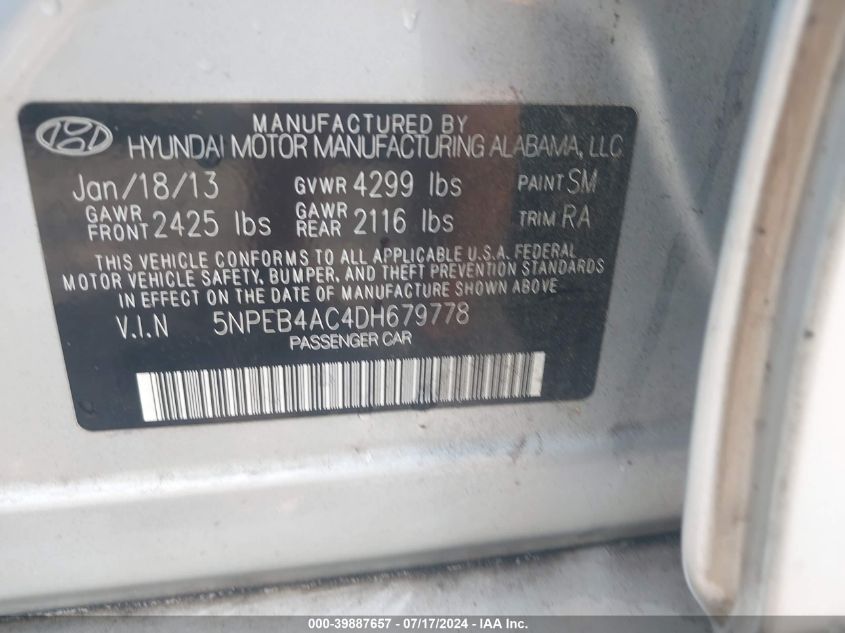 MANUFACTURED BY
HYUNDAI MOTOR MANUFACTURING ALABAMA, LLC
Jan/18/13 GVWR 4299 lbs PAINT SM
GAWR FRONT 2425 lbs GAWR REAR 2116 lbs TRIM RA
THIS VEHICLE CONFORMS TO ALL APPLICABLE U.S.A. FEDERAL
MOTOR VEHICLE SAFETY, BUMPER, AND THEFT PREVENTION STANDARDS
IN EFFECT ON THE DATE OF MANUFACTURE SHOWN ABOVE
V.I.N 5NPEB4AC4DH679778
PASSENGER CAR
000-39887657 - 07/17/2024 - IAA Inc.